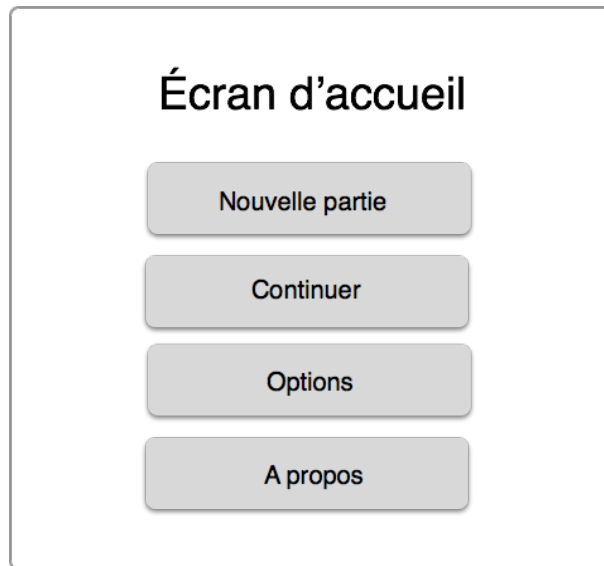 Écran d’accueil
Nouvelle partie
Continuer
Options
A propos